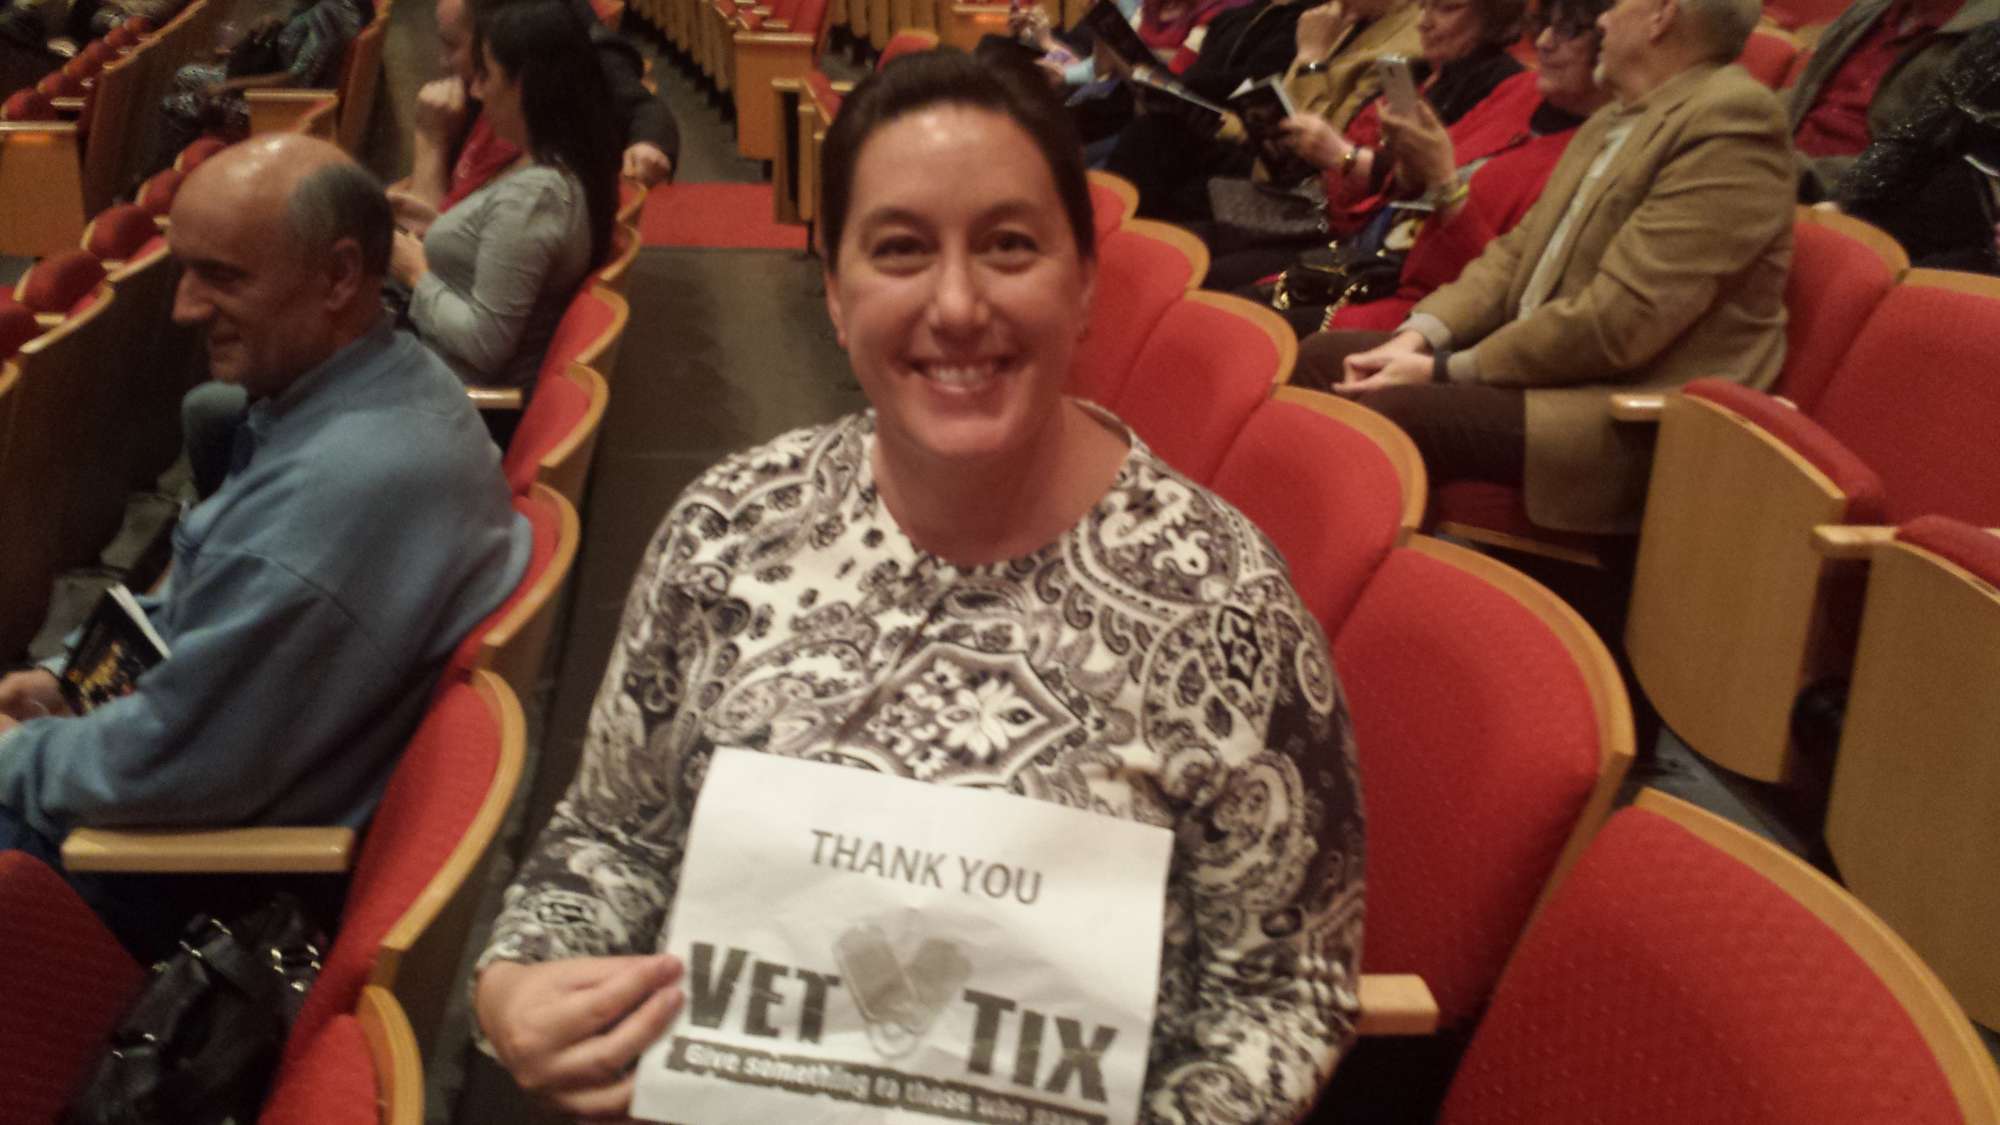 THANK YOU
VET TIX
Give something to those who gave